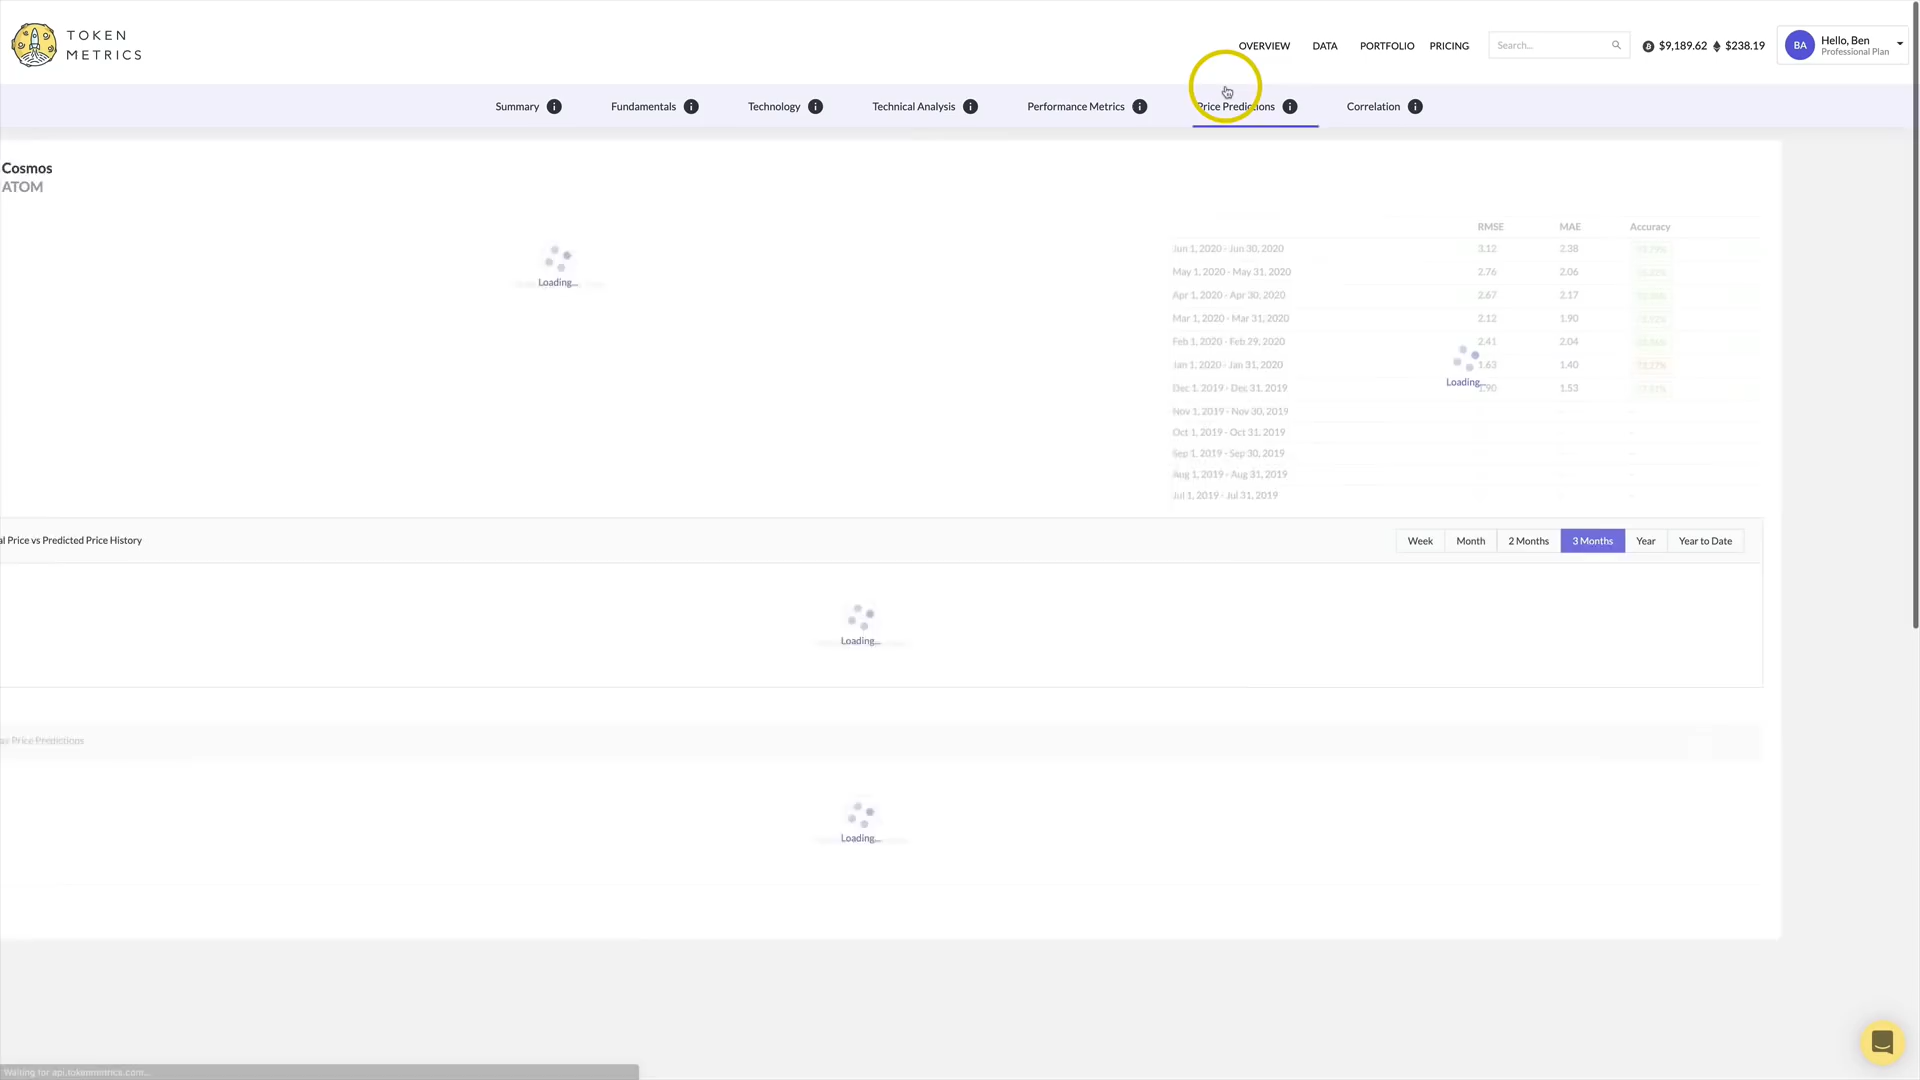 TOKEN
METRICS
OVERVIEW DATA PORTFOLIO PRICING Search... $9,189.62 $238.19 BA Hello, Ben
Professional Plan
Summary i Fundamentals i Technology i Technical Analysis i Performance Metrics i Price Predictions i Correlation i
Cosmos
ATOM
Loading...
RMSE MAE Accuracy
Jun 1, 2020 - Jun 30, 2020 3.12 2.38
May 1, 2020 - May 31, 2020 2.76 2.06
Apr 1, 2020 - Apr 30, 2020 2.67 2.17
Mar 1, 2020 - Mar 31, 2020 2.12 1.90
Feb 1, 2020 - Feb 29, 2020 2.41 2.04
Jan 1, 2020 - Jan 31, 2020 1.63 1.40
Dec 1, 2019 - Dec 31, 2019 1.90 1.53
Loading...
Nov 1, 2019 - Nov 30, 2019 --
Oct 1, 2019 - Oct 31, 2019 --
Sep 1, 2019 - Sep 30, 2019 --
Aug 1, 2019 - Aug 31, 2019 --
Jul 1, 2019 - Jul 31, 2019 --
al Price vs Predicted Price History Week Month 2 Months 3 Months Year Year to Date
Loading...
ay Price Predictions
Loading...
Waiting for api.tokenmetrics.com...